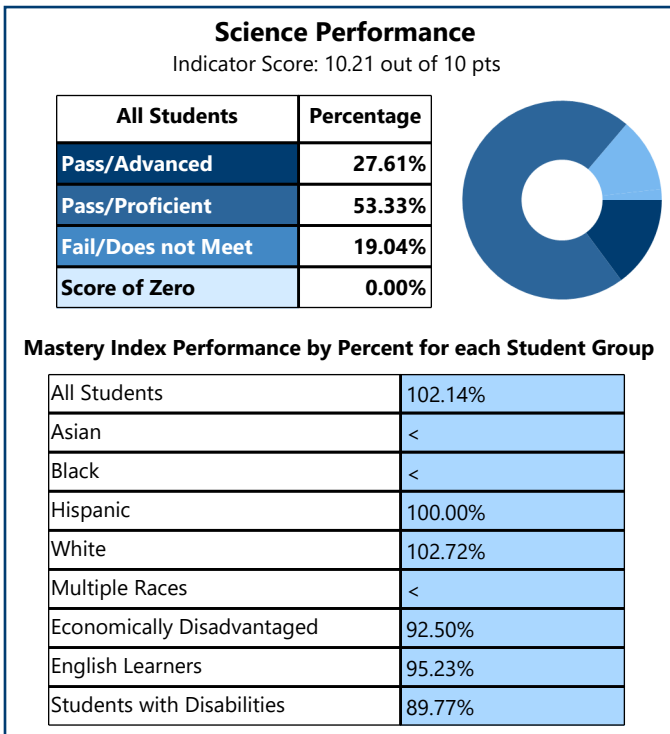 Science Performance
Indicator Score: 10.21 out of 10 pts
All Students Percentage
Pass/Advanced 27.61%
Pass/Proficient 53.33%
Fail/Does not Meet 19.04%
Score of Zero 0.00%
Mastery Index Performance by Percent for each Student Group
All Students 102.14%
Asian <
Black <
Hispanic 100.00%
White 102.72%
Multiple Races <
Economically Disadvantaged 92.50%
English Learners 95.23%
Students with Disabilities 89.77%